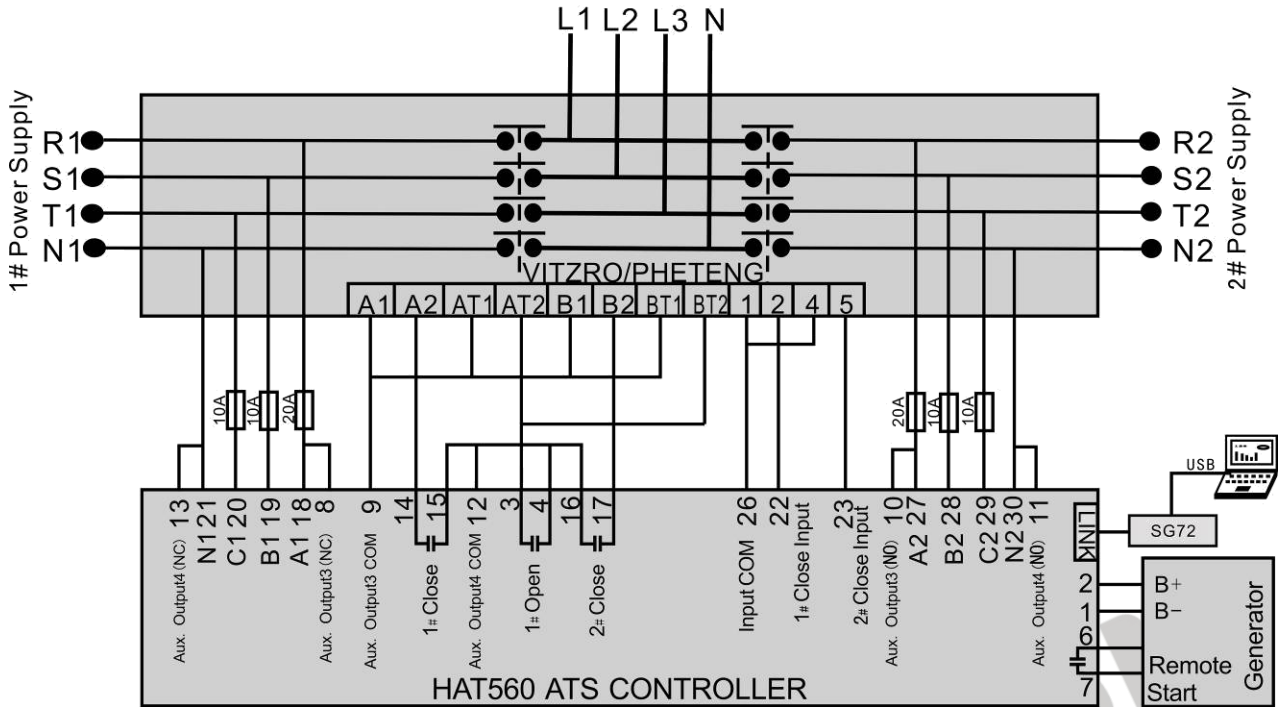 L1 L2 L3 N
1# Power Supply
R1
S1
T1
N1
R2
S2
T2
N2
2# Power Supply
VITZRO/PHETENG
A1 A2 AT1 AT2 B1 B2 BT1 BT2 1 2 4 5
10A
10A
20A
20A
10A
10A
Aux. Output4(NC) 13
N1 21
C1 20
B1 19
A1 18
Aux. Output3(NC) 8
Aux. Output3 COM 9
14
1# Close 15
Aux. Output4 COM 12
3
1# Open 4
16
2# Close 17
Input COM 26
1# Close Input 22
2# Close Input 23
Aux. Output3(NO) 10
A2 27
B2 28
C2 29
N2 30
Aux. Output4(NO) 11
LINK
USB
SG72
2 B+
1 B-
6
7
Remote
Start
Generator
HAT560 ATS CONTROLLER